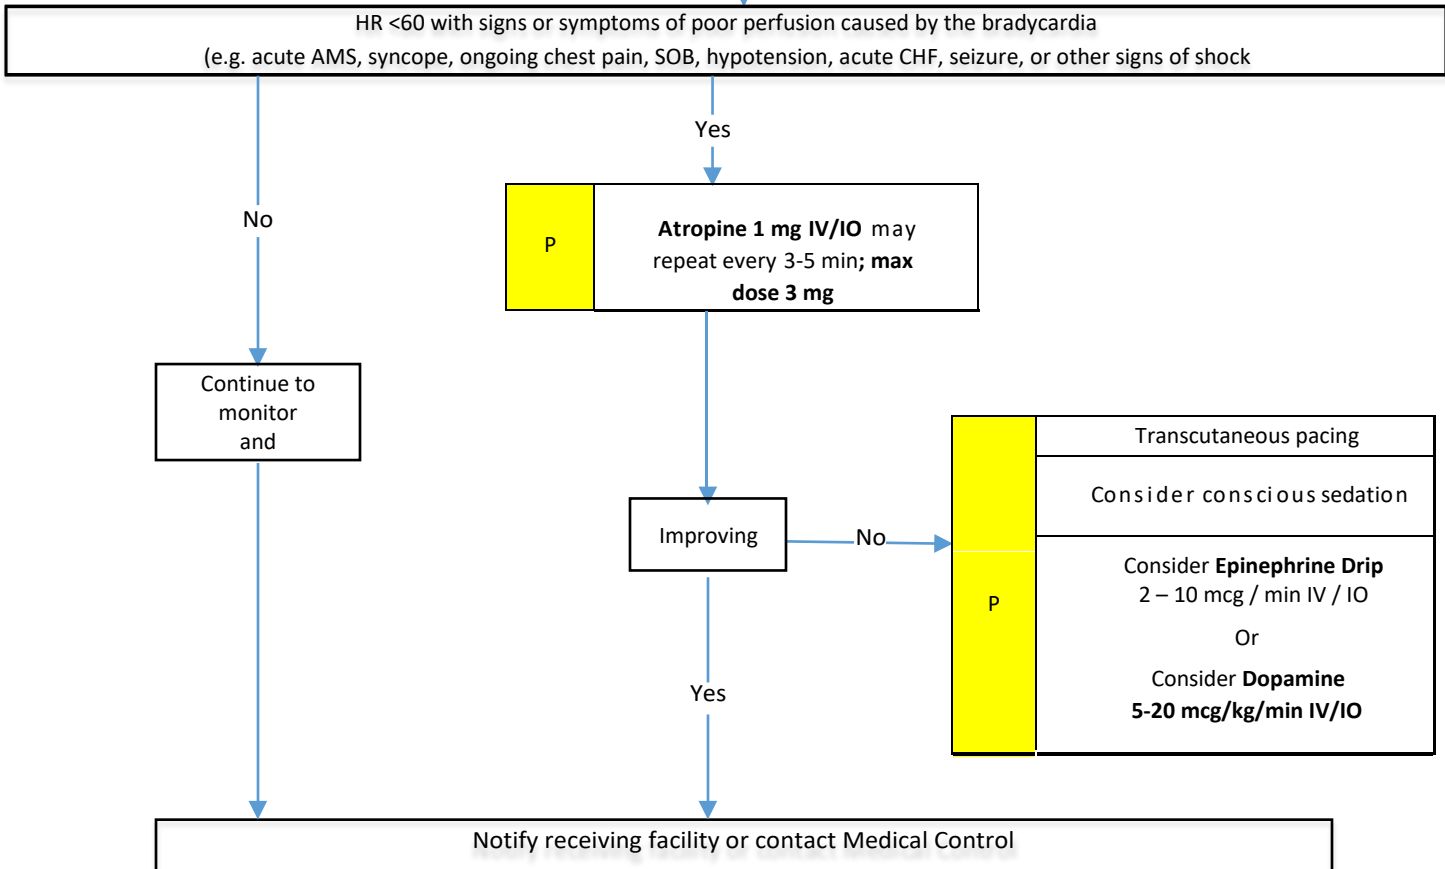 HR <60 with signs or symptoms of poor perfusion caused by the bradycardia
(e.g. acute AMS, syncope, ongoing chest pain, SOB, hypotension, acute CHF, seizure, or other signs of shock
Yes
No
P
Atropine 1 mg IV/IO may
repeat every 3-5 min; max
dose 3 mg
Continue to
monitor
and
Improving
No
P
Transcutaneous pacing
Consider conscious sedation
Consider Epinephrine Drip
2 – 10 mcg / min IV / IO
Or
Consider Dopamine
5-20 mcg/kg/min IV/IO
Yes
Notify receiving facility or contact Medical Control